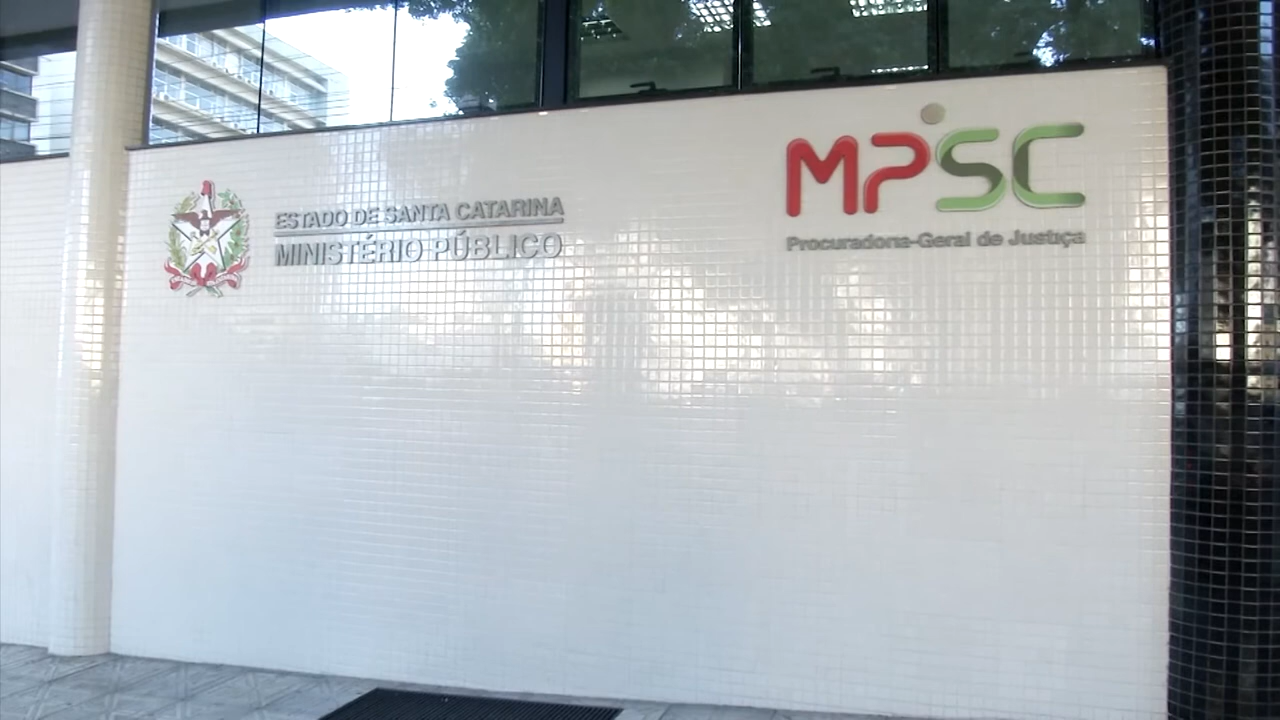 ESTADO DE SANTA CATARINA
MINISTÉRIO PÚBLICO
MPSC
Procuradoria-Geral de Justiça